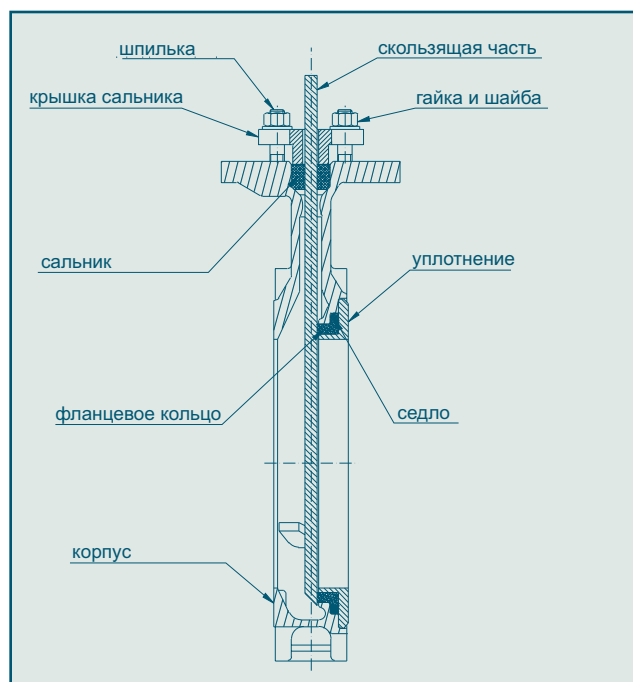 шпилька
скользящая часть
крышка сальника
гайка и шайба
сальник
уплотнение
фланцевое кольцо
седло
корпус